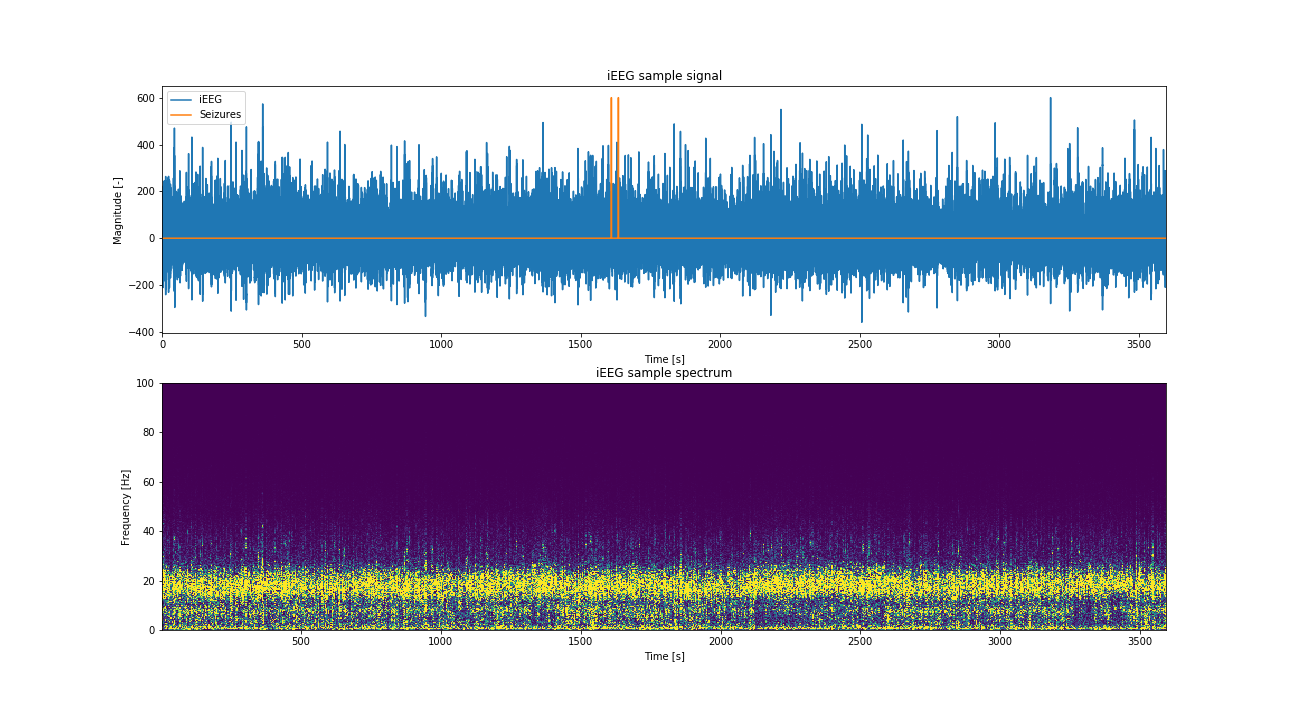 iEEG sample signal
iEEG
Seizures
Magnitude [-]
600
400
200
0
−200
−400
0 500 1000 1500 2000 2500 3000 3500
Time [s]
iEEG sample spectrum
Frequency [Hz]
100
80
60
40
20
0
500 1000 1500 2000 2500 3000 3500
Time [s]